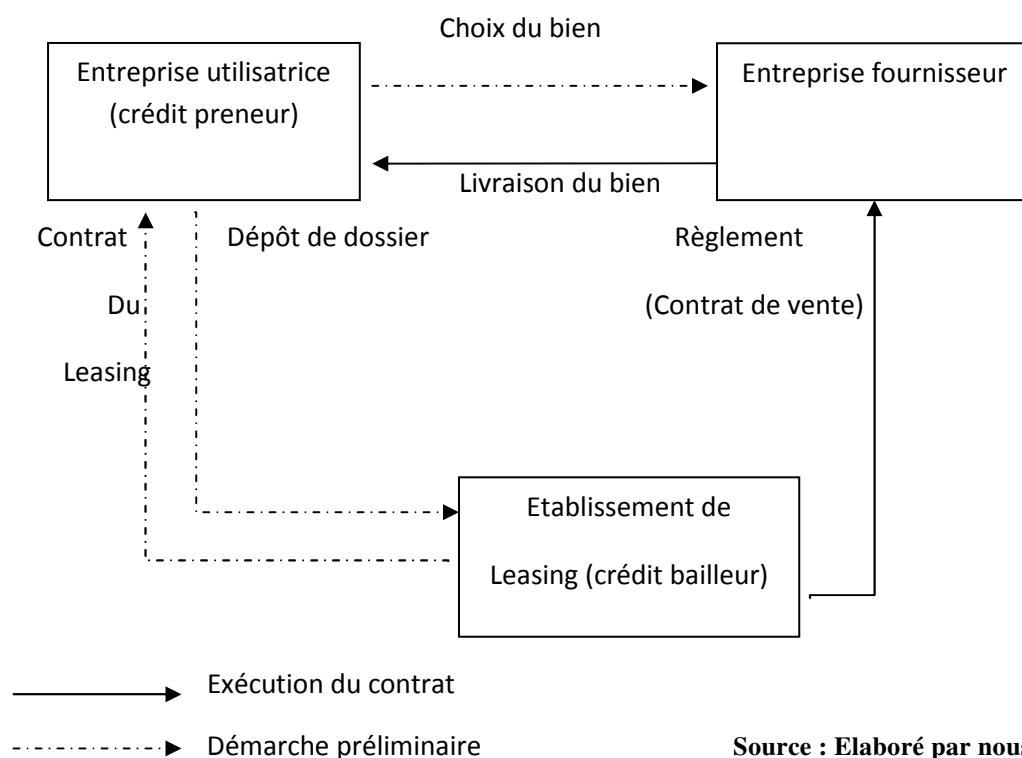 Choix du bien
Entreprise utilisatrice
(crédit preneur)
Entreprise fournisseur
Livraison du bien
Contrat
Du
Leasing
Dépôt de dossier
Règlement
(Contrat de vente)
Etablissement de
Leasing (crédit bailleur)
Exécution du contrat
Démarche préliminaire
Source : Elaboré par nous